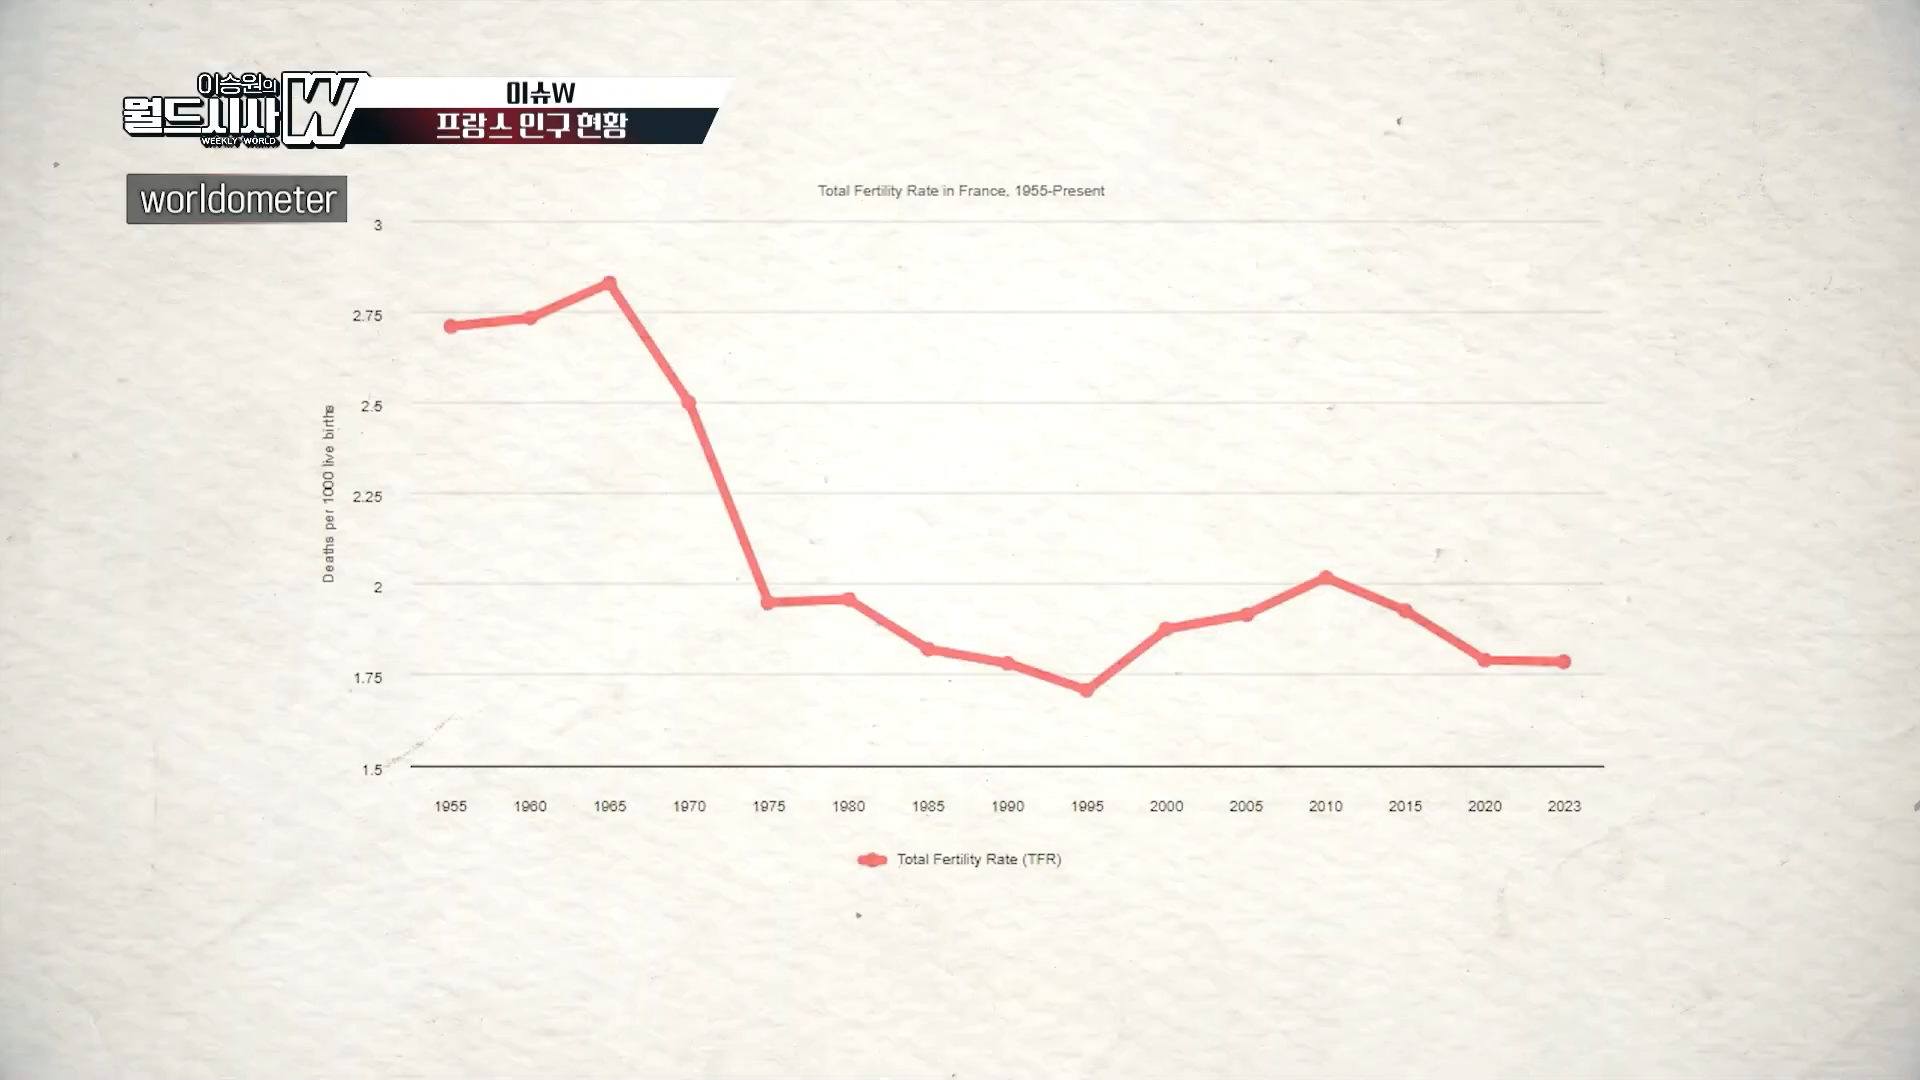 이승원의
월드시사 W
WEEKLY WORLD
이슈W
프랑스 인구 현황
worldometer
Total Fertility Rate in France, 1955-Present
Deaths per 1000 live births
3
2.75
2.5
2.25
2
1.75
1.5
1955 1960 1965 1970 1975 1980 1985 1990 1995 2000 2005 2010 2015 2020 2023
Total Fertility Rate (TFR)